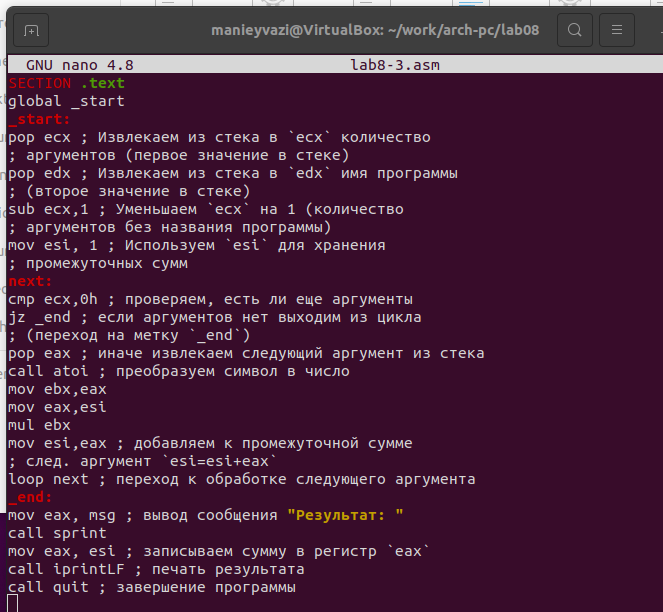 manieyvazi@VirtualBox: ~/work/arch-pc/lab08
GNU nano 4.8 lab8-3.asm
SECTION .text
global _start
_start:
pop ecx ; Извлекаем из стека в `ecx` количество
; аргументов (первое значение в стеке)
pop edx ; Извлекаем из стека в `edx` имя программы
; (второе значение в стеке)
sub ecx,1 ; Уменьшаем `ecx` на 1 (количество
; аргументов без названия программы)
mov esi, 1 ; Используем `esi` для хранения
; промежуточных сумм
next:
cmp ecx,0h ; проверяем, есть ли еще аргументы
jz _end ; если аргументов нет выходим из цикла
; (переход на метку `_end`)
pop eax ; иначе извлекаем следующий аргумент из стека
call atoi ; преобразуем символ в число
mov ebx,eax
mov eax,esi
mul ebx
mov esi,eax ; добавляем к промежуточной сумме
; след. аргумент `esi=esi+eax`
loop next ; переход к обработке следующего аргумента
_end:
mov eax, msg ; вывод сообщения "Результат: "
call sprint
mov eax, esi ; записываем сумму в регистр `eax`
call iprintLF ; печать результата
call quit ; завершение программы